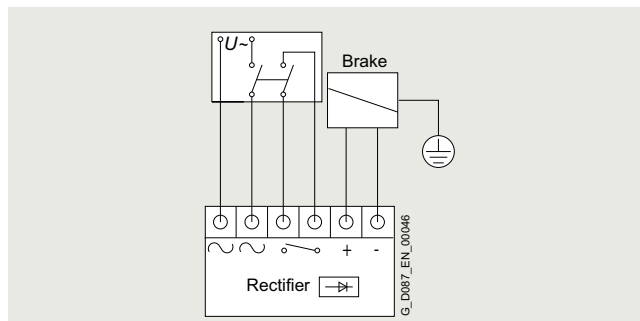 U~
Brake
+ -
Rectifier
G_D087_EN_00046